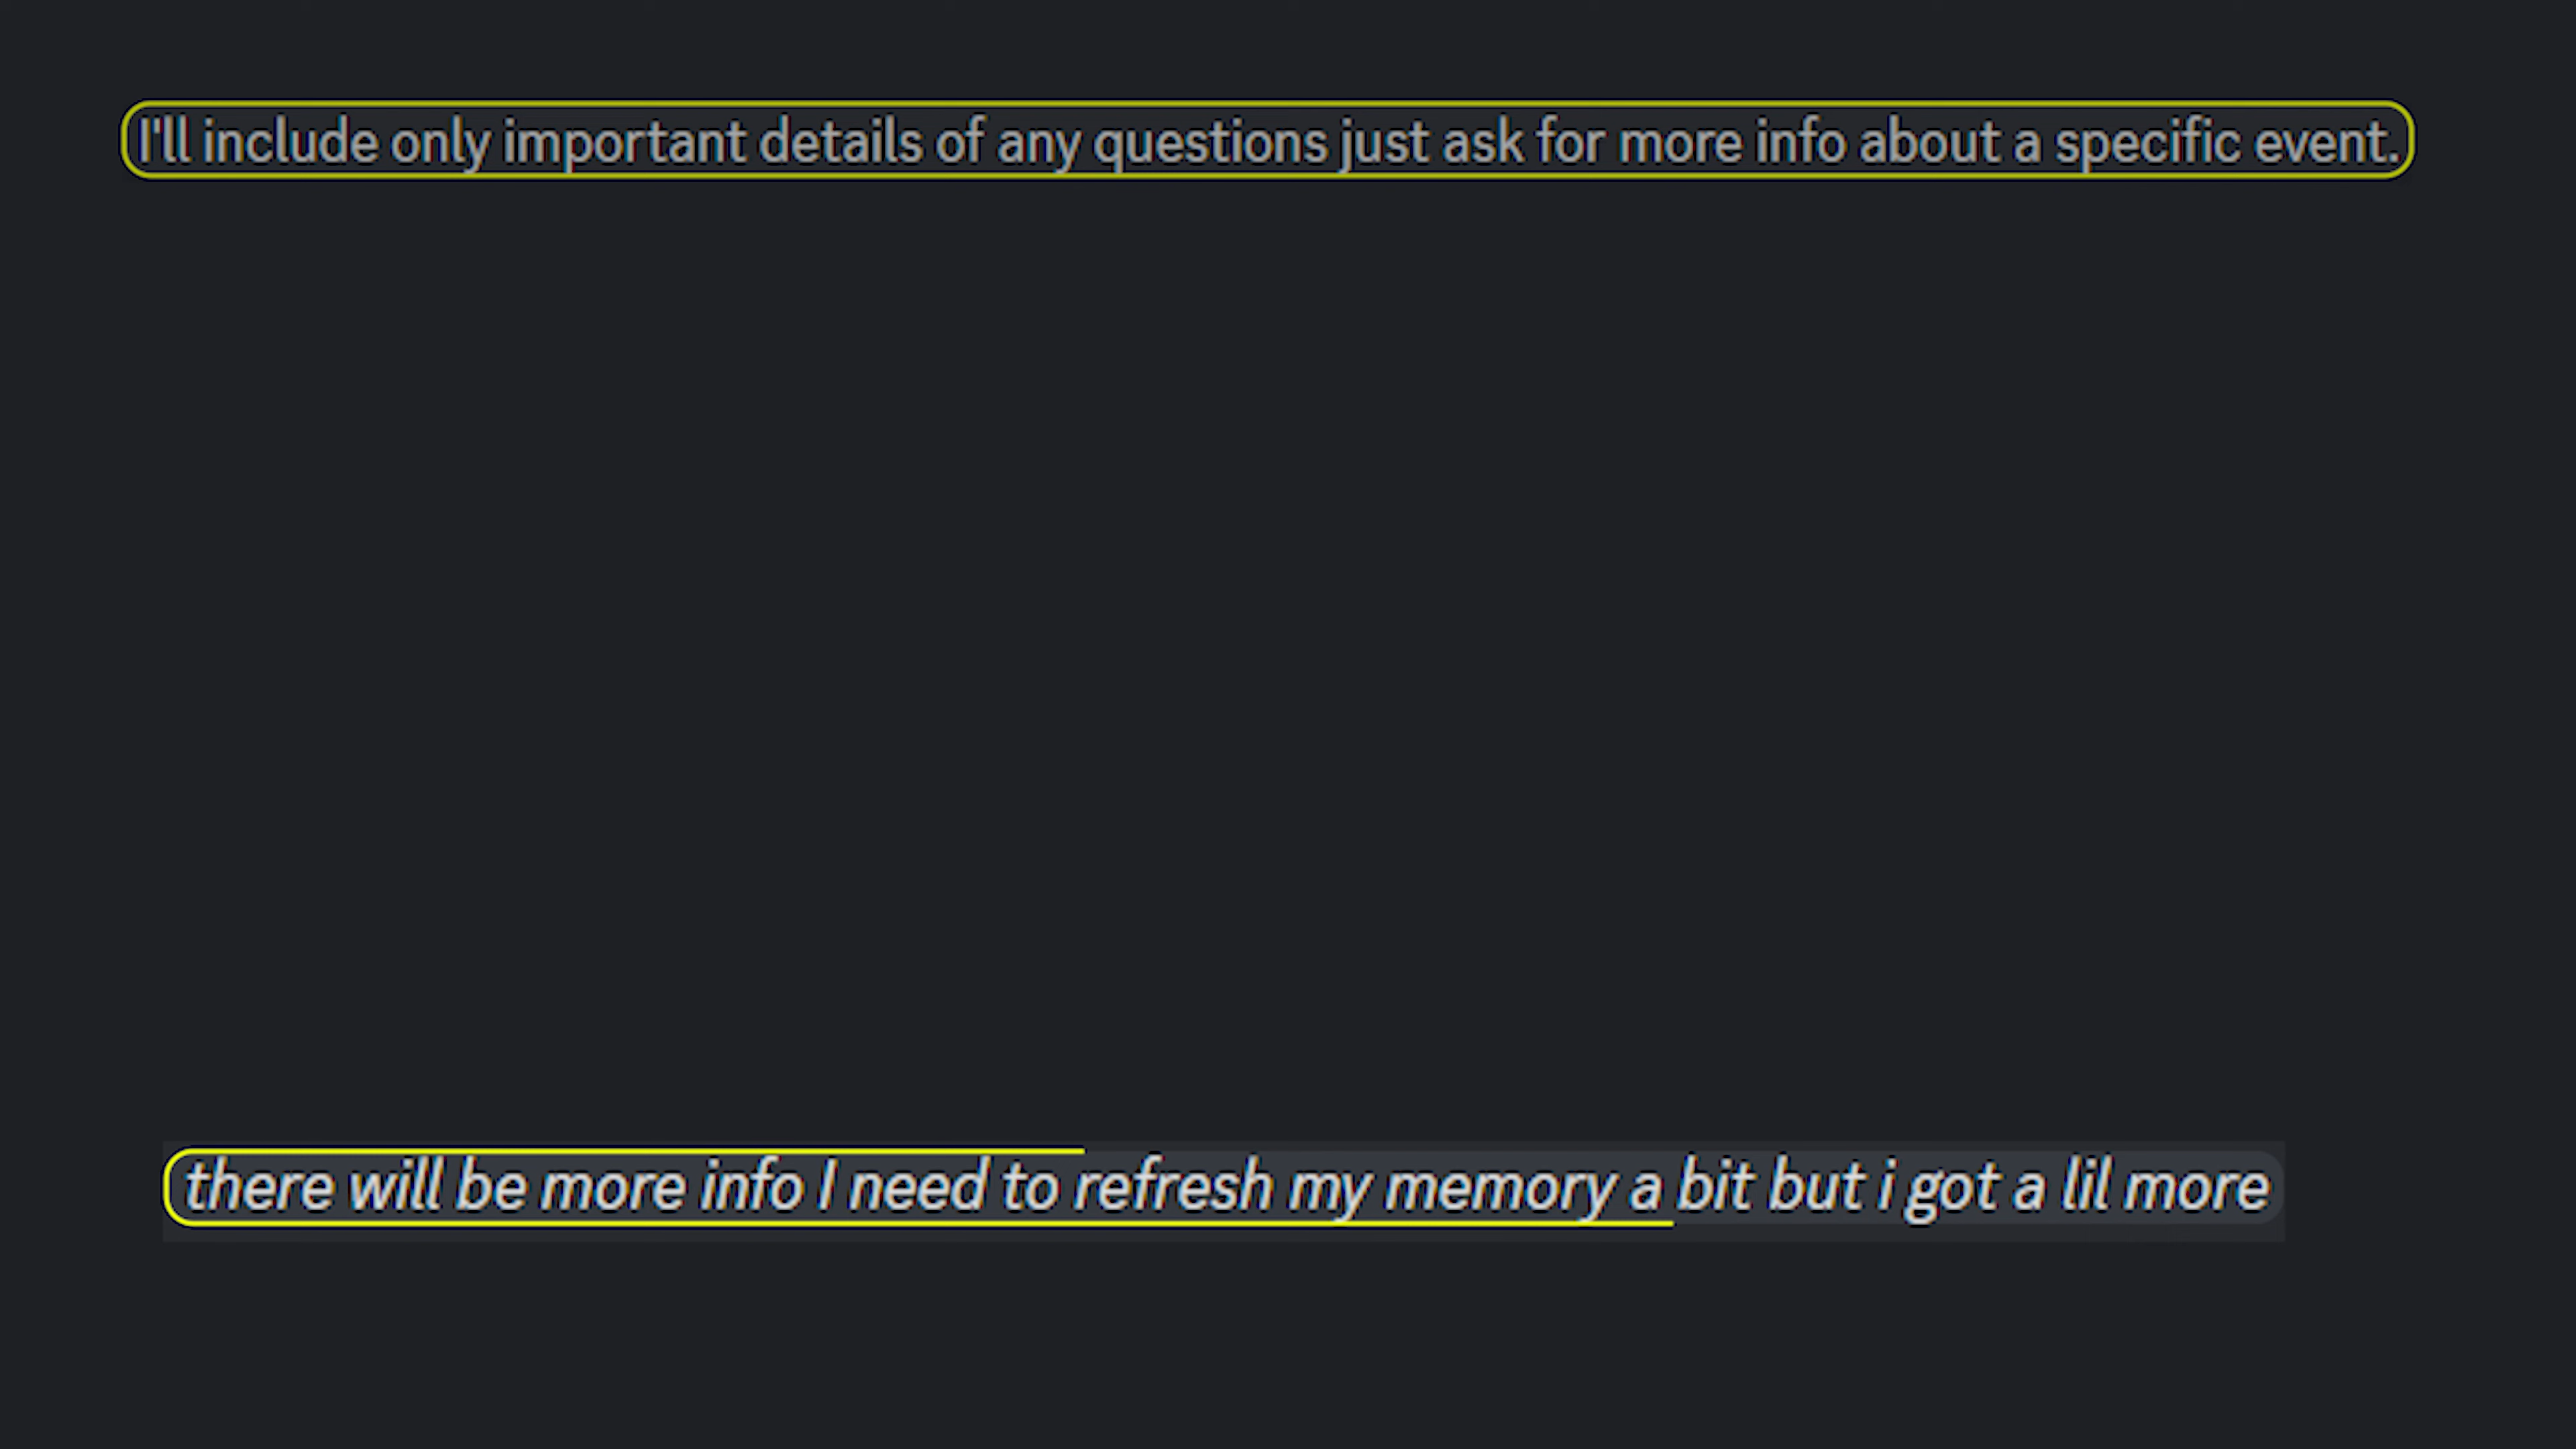 I'll include only important details of any questions just ask for more info about a specific event.
there will be more info I need to refresh my memory a bit but i got a lil more